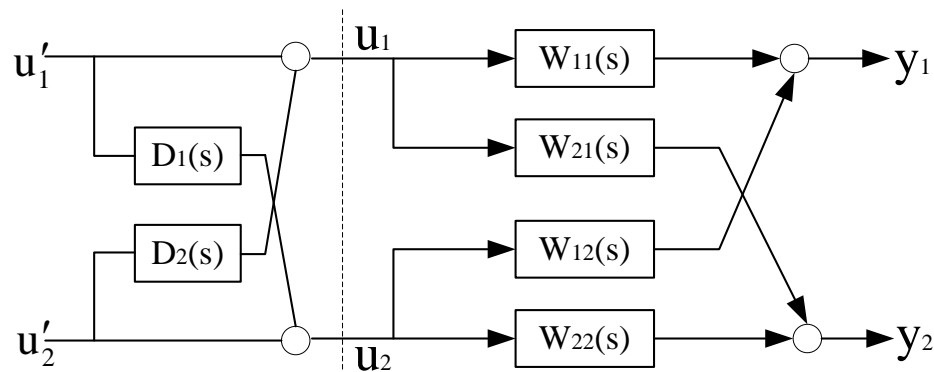 u′₁
u₁
W₁₁(s)
y₁
D₁(s)
W₂₁(s)
D₂(s)
W₁₂(s)
u′₂
u₂
W₂₂(s)
y₂